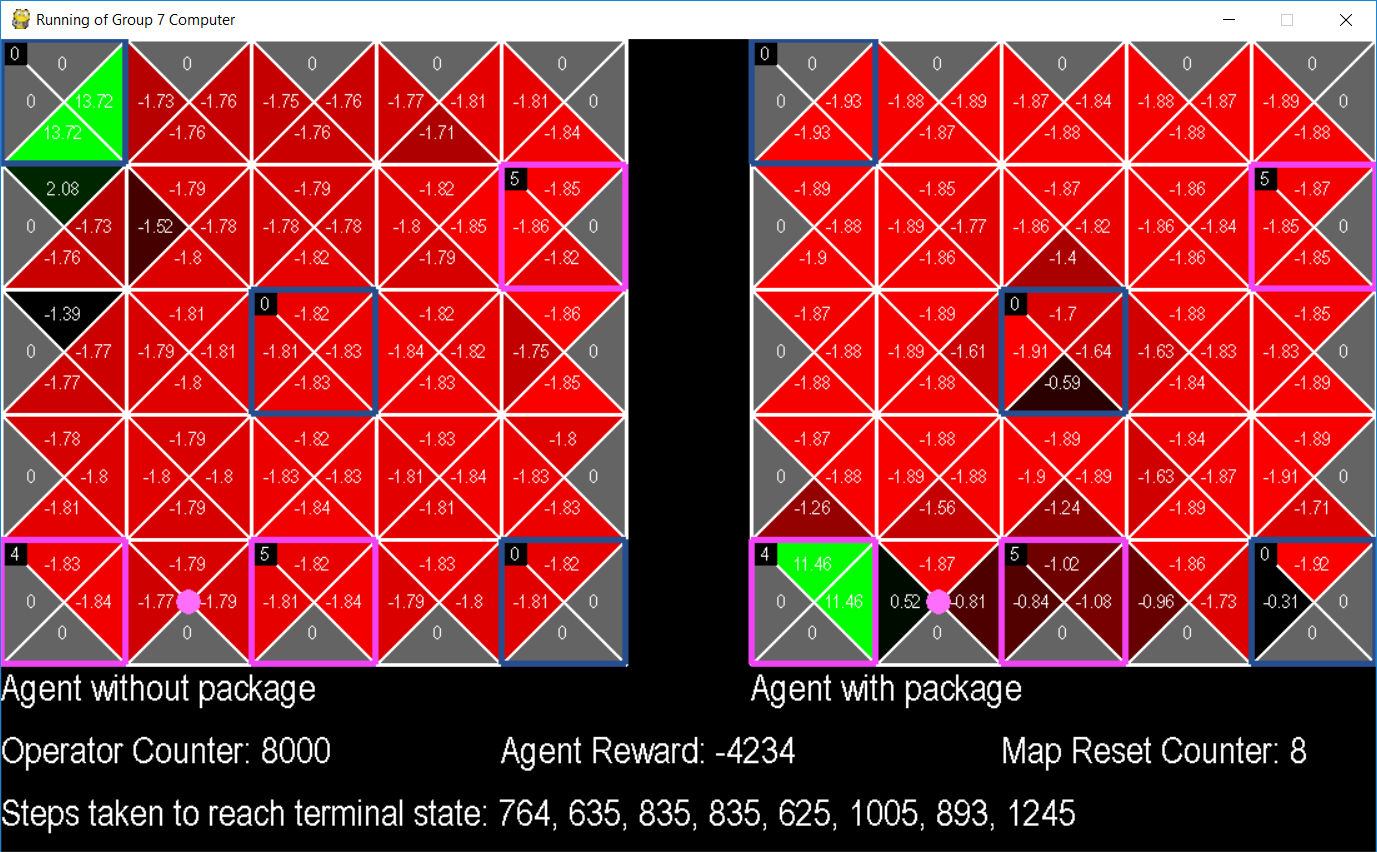 Running of Group 7 Computer
0 0 0 0 0 0 0 0 0 0 0 0
0 13.72 -1.73 -1.76 -1.75 -1.76 -1.77 -1.81 -1.81 0 0 -1.93 -1.88 -1.89 -1.87 -1.84 -1.88 -1.87 -1.89 0
13.72 -1.76 -1.76 -1.71 -1.84 -1.93 -1.87 -1.88 -1.88 -1.88
2.08 -1.79 -1.79 -1.82 5 -1.85 -1.89 -1.85 -1.87 -1.86 5 -1.87
0 -1.73 -1.52 -1.78 -1.78 -1.78 -1.8 -1.85 -1.86 0 0 -1.88 -1.89 -1.77 -1.86 -1.82 -1.86 -1.84 -1.85 0
-1.76 -1.8 -1.82 -1.79 -1.82 -1.9 -1.86 -1.4 -1.86 -1.85
-1.39 -1.81 0 -1.82 -1.82 -1.86 -1.87 -1.89 0 -1.7 -1.88 -1.85
0 -1.77 -1.79 -1.81 -1.81 -1.83 -1.84 -1.82 -1.75 0 0 -1.88 -1.89 -1.61 -1.91 -1.64 -1.63 -1.83 -1.83 0
-1.77 -1.8 -1.83 -1.83 -1.85 -1.88 -1.88 -0.59 -1.84 -1.89
-1.78 -1.79 -1.82 -1.83 -1.8 -1.87 -1.88 -1.89 -1.84 -1.89
0 -1.8 -1.8 -1.8 -1.83 -1.83 -1.81 -1.84 -1.83 0 0 -1.88 -1.89 -1.88 -1.9 -1.89 -1.63 -1.87 -1.91 0
-1.81 -1.79 -1.84 -1.81 -1.83 -1.26 -1.56 -1.24 -1.89 -1.71
4 -1.83 -1.79 5 -1.82 -1.83 0 -1.82 4 11.46 -1.87 5 -1.02 -1.86 0 -1.92
0 -1.84 -1.77 -1.79 -1.81 -1.84 -1.79 -1.8 -1.81 0 0 11.46 0.52 -0.81 -0.84 -1.08 -0.96 -1.73 -0.31 0
0 0 0 0 0 0 0 0 0 0
Agent without package Agent with package
Operator Counter: 8000 Agent Reward: -4234 Map Reset Counter: 8
Steps taken to reach terminal state: 764, 635, 835, 835, 625, 1005, 893, 1245